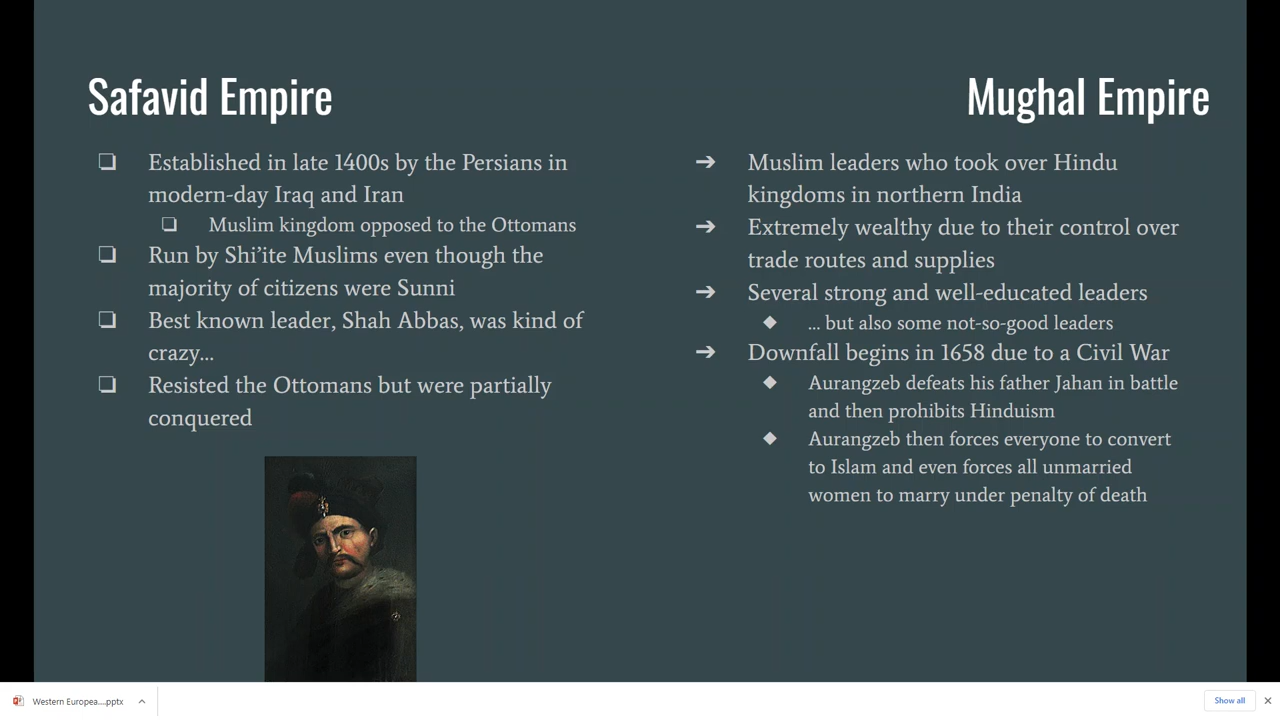 Safavid Empire
Established in late 1400s by the Persians in
modern-day Iraq and Iran
Muslim kingdom opposed to the Ottomans
Run by Shi’ite Muslims even though the
majority of citizens were Sunni
Best known leader, Shah Abbas, was kind of
crazy...
Resisted the Ottomans but were partially
conquered
Mughal Empire
Muslim leaders who took over Hindu
kingdoms in northern India
Extremely wealthy due to their control over
trade routes and supplies
Several strong and well-educated leaders
... but also some not-so-good leaders
Downfall begins in 1658 due to a Civil War
Aurangzeb defeats his father Jahan in battle
and then prohibits Hinduism
Aurangzeb then forces everyone to convert
to Islam and even forces all unmarried
women to marry under penalty of death
Western Europea....pptx
Show all